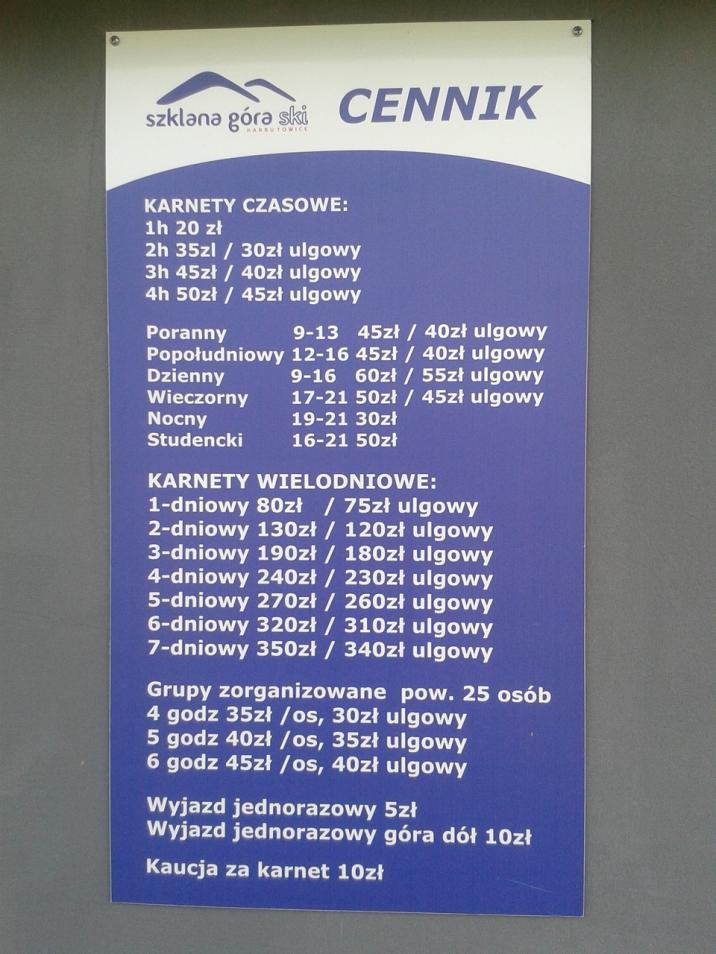 szklana góra ski
HARBUTOWICE
CENNIK
KARNETY CZASOWE:
1h 20 zł
2h 35zl / 30zł ulgowy
3h 45zł / 40zł ulgowy
4h 50zł / 45zł ulgowy
Poranny 9-13 45zł / 40zł ulgowy
Popołudniowy 12-16 45zł / 40zł ulgowy
Dzienny 9-16 60zł / 55zł ulgowy
Wieczorny 17-21 50zł / 45zł ulgowy
Nocny 19-21 30zł
Studencki 16-21 50zł
KARNETY WIELODNIOWE:
1-dniowy 80zł / 75zł ulgowy
2-dniowy 130zł / 120zł ulgowy
3-dniowy 190zł / 180zł ulgowy
4-dniowy 240zł / 230zł ulgowy
5-dniowy 270zł / 260zł ulgowy
6-dniowy 320zł / 310zł ulgowy
7-dniowy 350zł / 340zł ulgowy
Grupy zorganizowane pow. 25 osób
4 godz 35zł /os, 30zł ulgowy
5 godz 40zł /os, 35zł ulgowy
6 godz 45zł /os, 40zł ulgowy
Wyjazd jednorazowy 5zł
Wyjazd jednorazowy góra dół 10zł
Kaucja za karnet 10zł